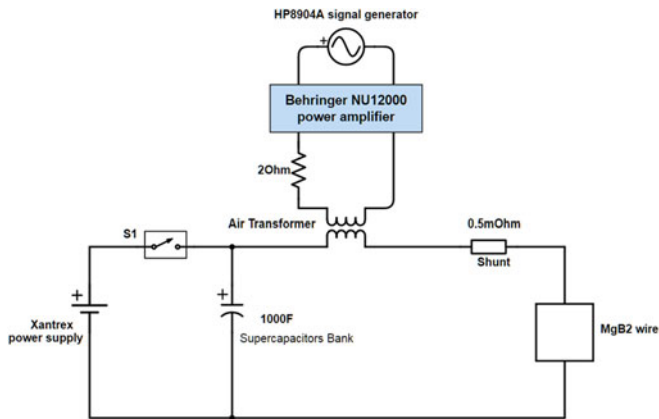 HP8904A signal generator
+
Behringer NU12000
power amplifier
2Ohm
Air Transformer
0.5mOhm
S1
Shunt
+
+
Xantrex
power supply
1000F
Supercapacitors Bank
MgB2 wire